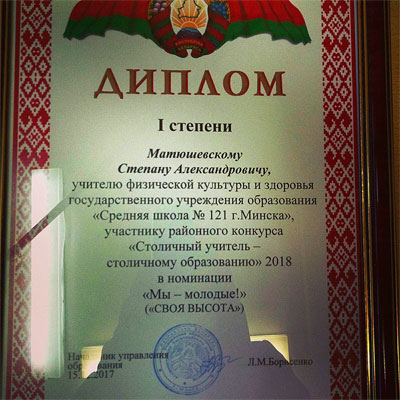 ДИПЛОМ
I степени
Матюшевскому
Степану Александровичу,
учителю физической культуры и здоровья
государственного учреждения образования
«Средняя школа № 121 г.Минска»,
участнику районного конкурса
«Столичный учитель –
столичному образованию» 2018
в номинации
«Мы – молодые!»
(«СВОЯ ВЫСОТА»)
Начальник управления
образования Л.М.Борисенко
2017